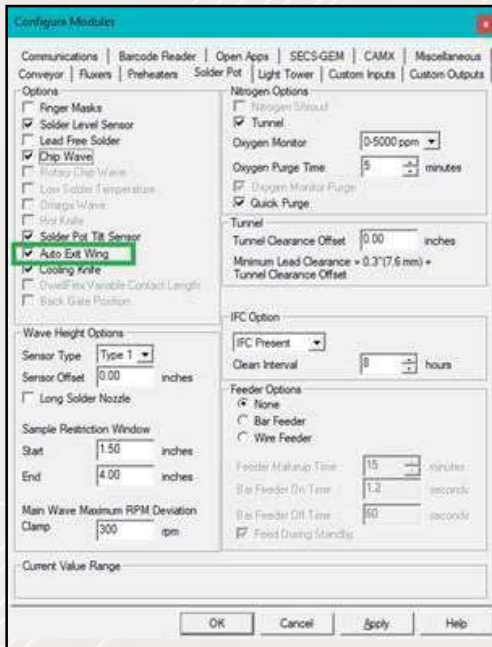 Configure Modules
Communications | Barcode Reader | Open Apps | SECS-GEM | CAMX | Miscellaneous
Conveyor | Fluxers | Preheaters Solder Pot | Light Tower | Custom Inputs | Custom Outputs
Options
Finger Masks
Solder Level Sensor
Lead Free Solder
Chip Wave
Rotary Chip Wave
Low Solder Temperature
Omega Wave
Hot Knife
Solder Pot Tilt Sensor
Auto Exit Wing
Cooling Knife
DwellFlex Variable Contact Length
Back Gate Position
Wave Height Options
Sensor Type Type 1
Sensor Offset 0.00 inches
Long Solder Nozzle
Sample Restriction Window
Start 1.50 inches
End 4.00 inches
Main Wave Maximum RPM Deviation
Clamp 300 rpm
Nitrogen Options
Nitrogen Shroud
Tunnel
Oxygen Monitor 0-5000 ppm
Oxygen Purge Time 5 minutes
Oxygen Monitor Purge
Quick Purge
Tunnel
Tunnel Clearance Offset 0.00 inches
Minimum Lead Clearance = 0.3"(7.6 mm) +
Tunnel Clearance Offset
IFC Option
IFC Present
Clean Interval 8 hours
Feeder Options
None
Bar Feeder
Wire Feeder
Feeder Makeup Time 15 minutes
Bar Feeder On Time 1.2 seconds
Bar Feeder Off Time 60 seconds
Feed During Standby
Current Value Range
OK Cancel Apply Help